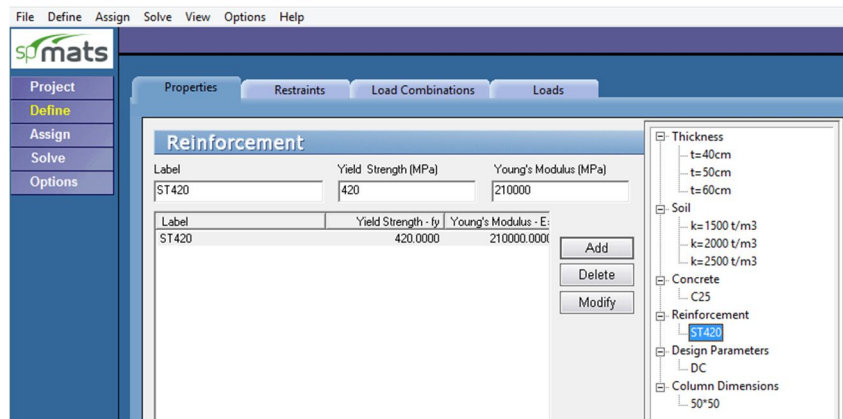 File Define Assign Solve View Options Help
spmats
Project
Define
Assign
Solve
Options
Properties Restraints Load Combinations Loads
Reinforcement
Label Yield Strength (MPa) Young's Modulus (MPa)
ST420 420 210000
Label Yield Strength - fy Young's Modulus - E:
ST420 420.0000 210000.0000
Add
Delete
Modify
Thickness
t=40cm
t=50cm
t=60cm
Soil
k=1500 t/m3
k=2000 t/m3
k=2500 t/m3
Concrete
C25
Reinforcement
ST420
Design Parameters
DC
Column Dimensions
50*50